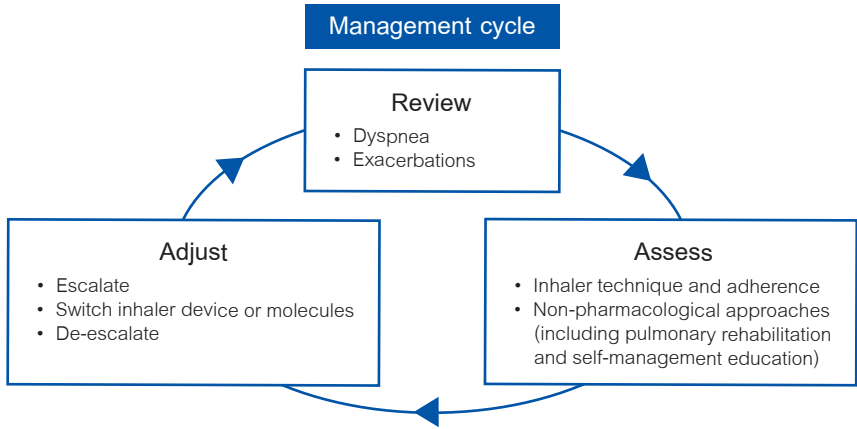 Management cycle
Review
• Dyspnea
• Exacerbations
Adjust
• Escalate
• Switch inhaler device or molecules
• De-escalate
Assess
• Inhaler technique and adherence
• Non-pharmacological approaches
(including pulmonary rehabilitation
and self-management education)